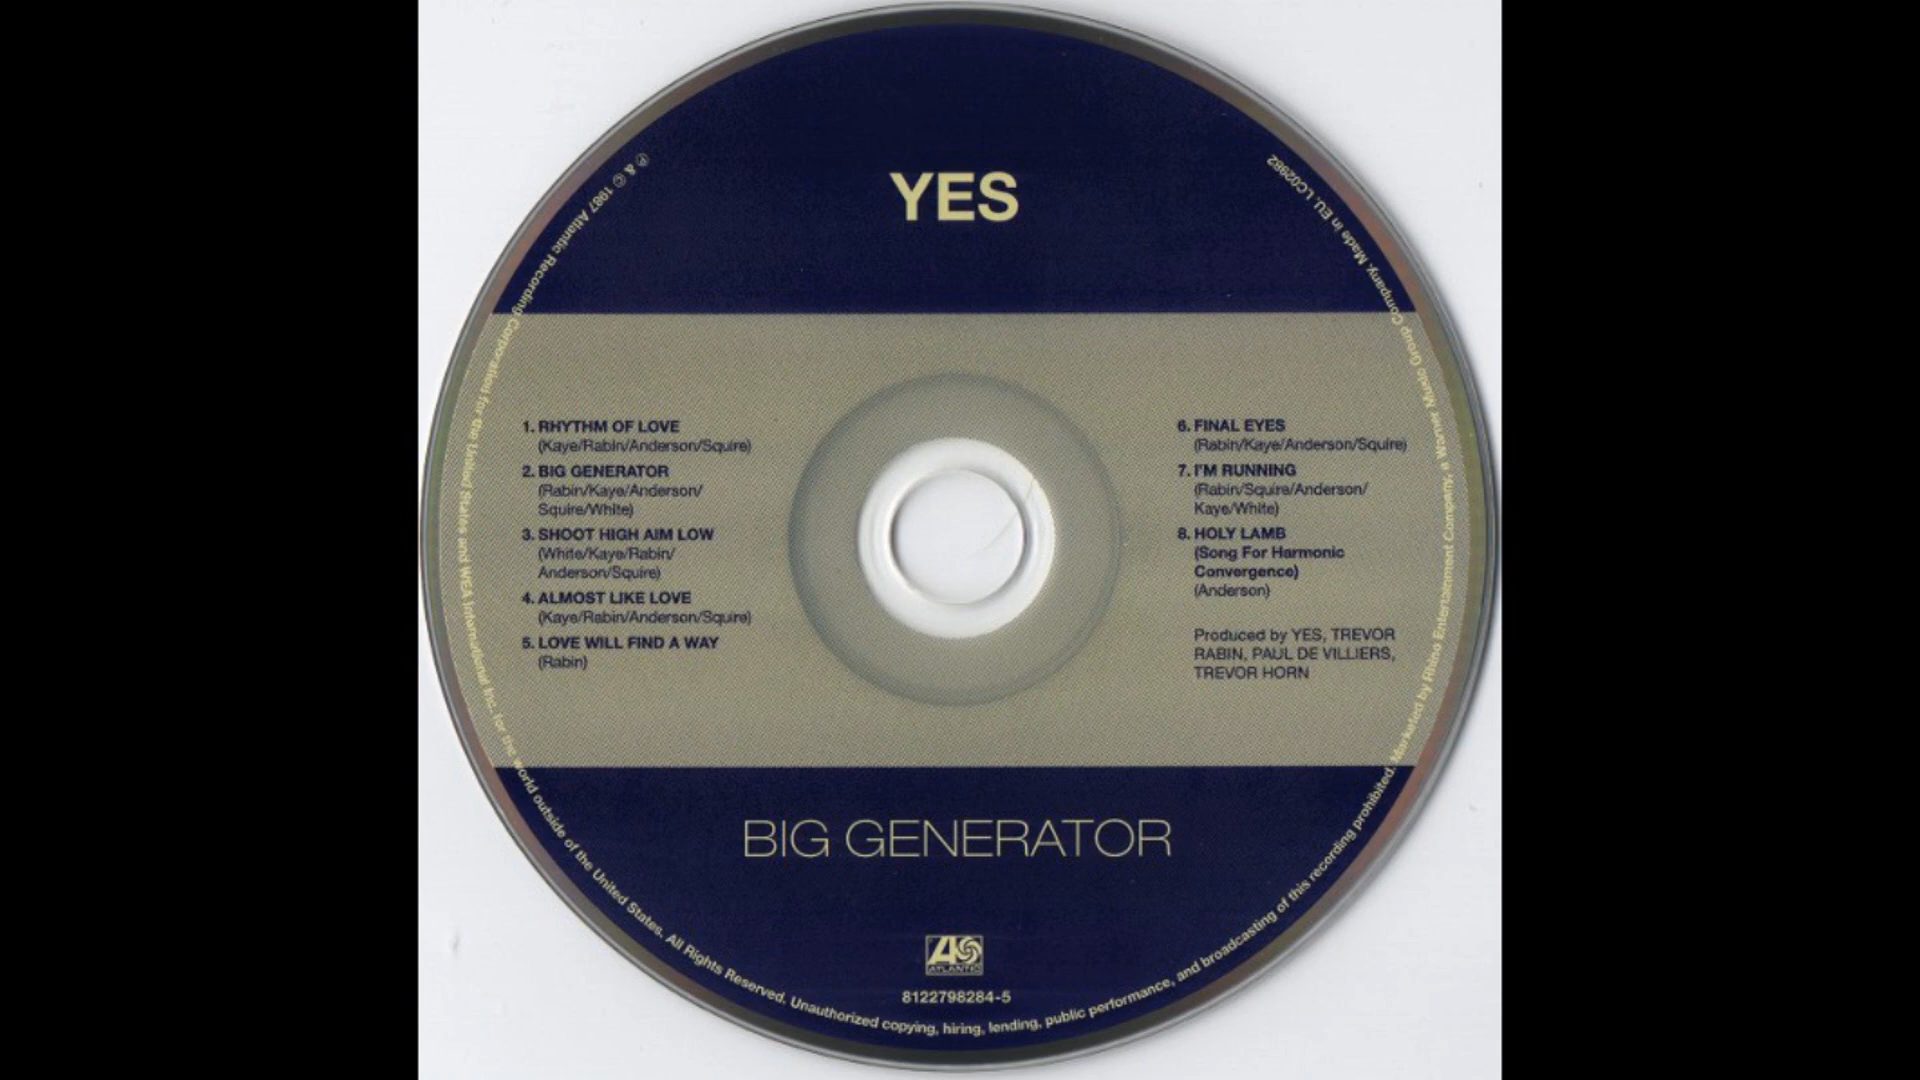 YES
1. RHYTHM OF LOVE
(Kaye/Rabin/Anderson/Squire)
2. BIG GENERATOR
(Rabin/Kaye/Anderson/
Squire/White)
3. SHOOT HIGH AIM LOW
(White/Kaye/Rabin/
Anderson/Squire)
4. ALMOST LIKE LOVE
(Kaye/Rabin/Anderson/Squire)
5. LOVE WILL FIND A WAY
(Rabin)
6. FINAL EYES
(Rabin/Kaye/Anderson/Squire)
7. I'M RUNNING
(Rabin/Squire/Anderson/
Kaye/White)
8. HOLY LAMB
(Song For Harmonic
Convergence)
(Anderson)
Produced by YES, TREVOR
RABIN, PAUL DE VILLIERS,
TREVOR HORN
BIG GENERATOR
ATLANTIC
8122798284-5
℗ & © 1987 Atlantic Recording Corporation for the United States and WEA International Inc. for the world outside of the United States. All Rights Reserved. Unauthorized copying, hiring, lending, public performance, and broadcasting of this recording prohibited. Marketed by Rhino Entertainment Company, a Warner Music Group Company. Made in EU. LC02982